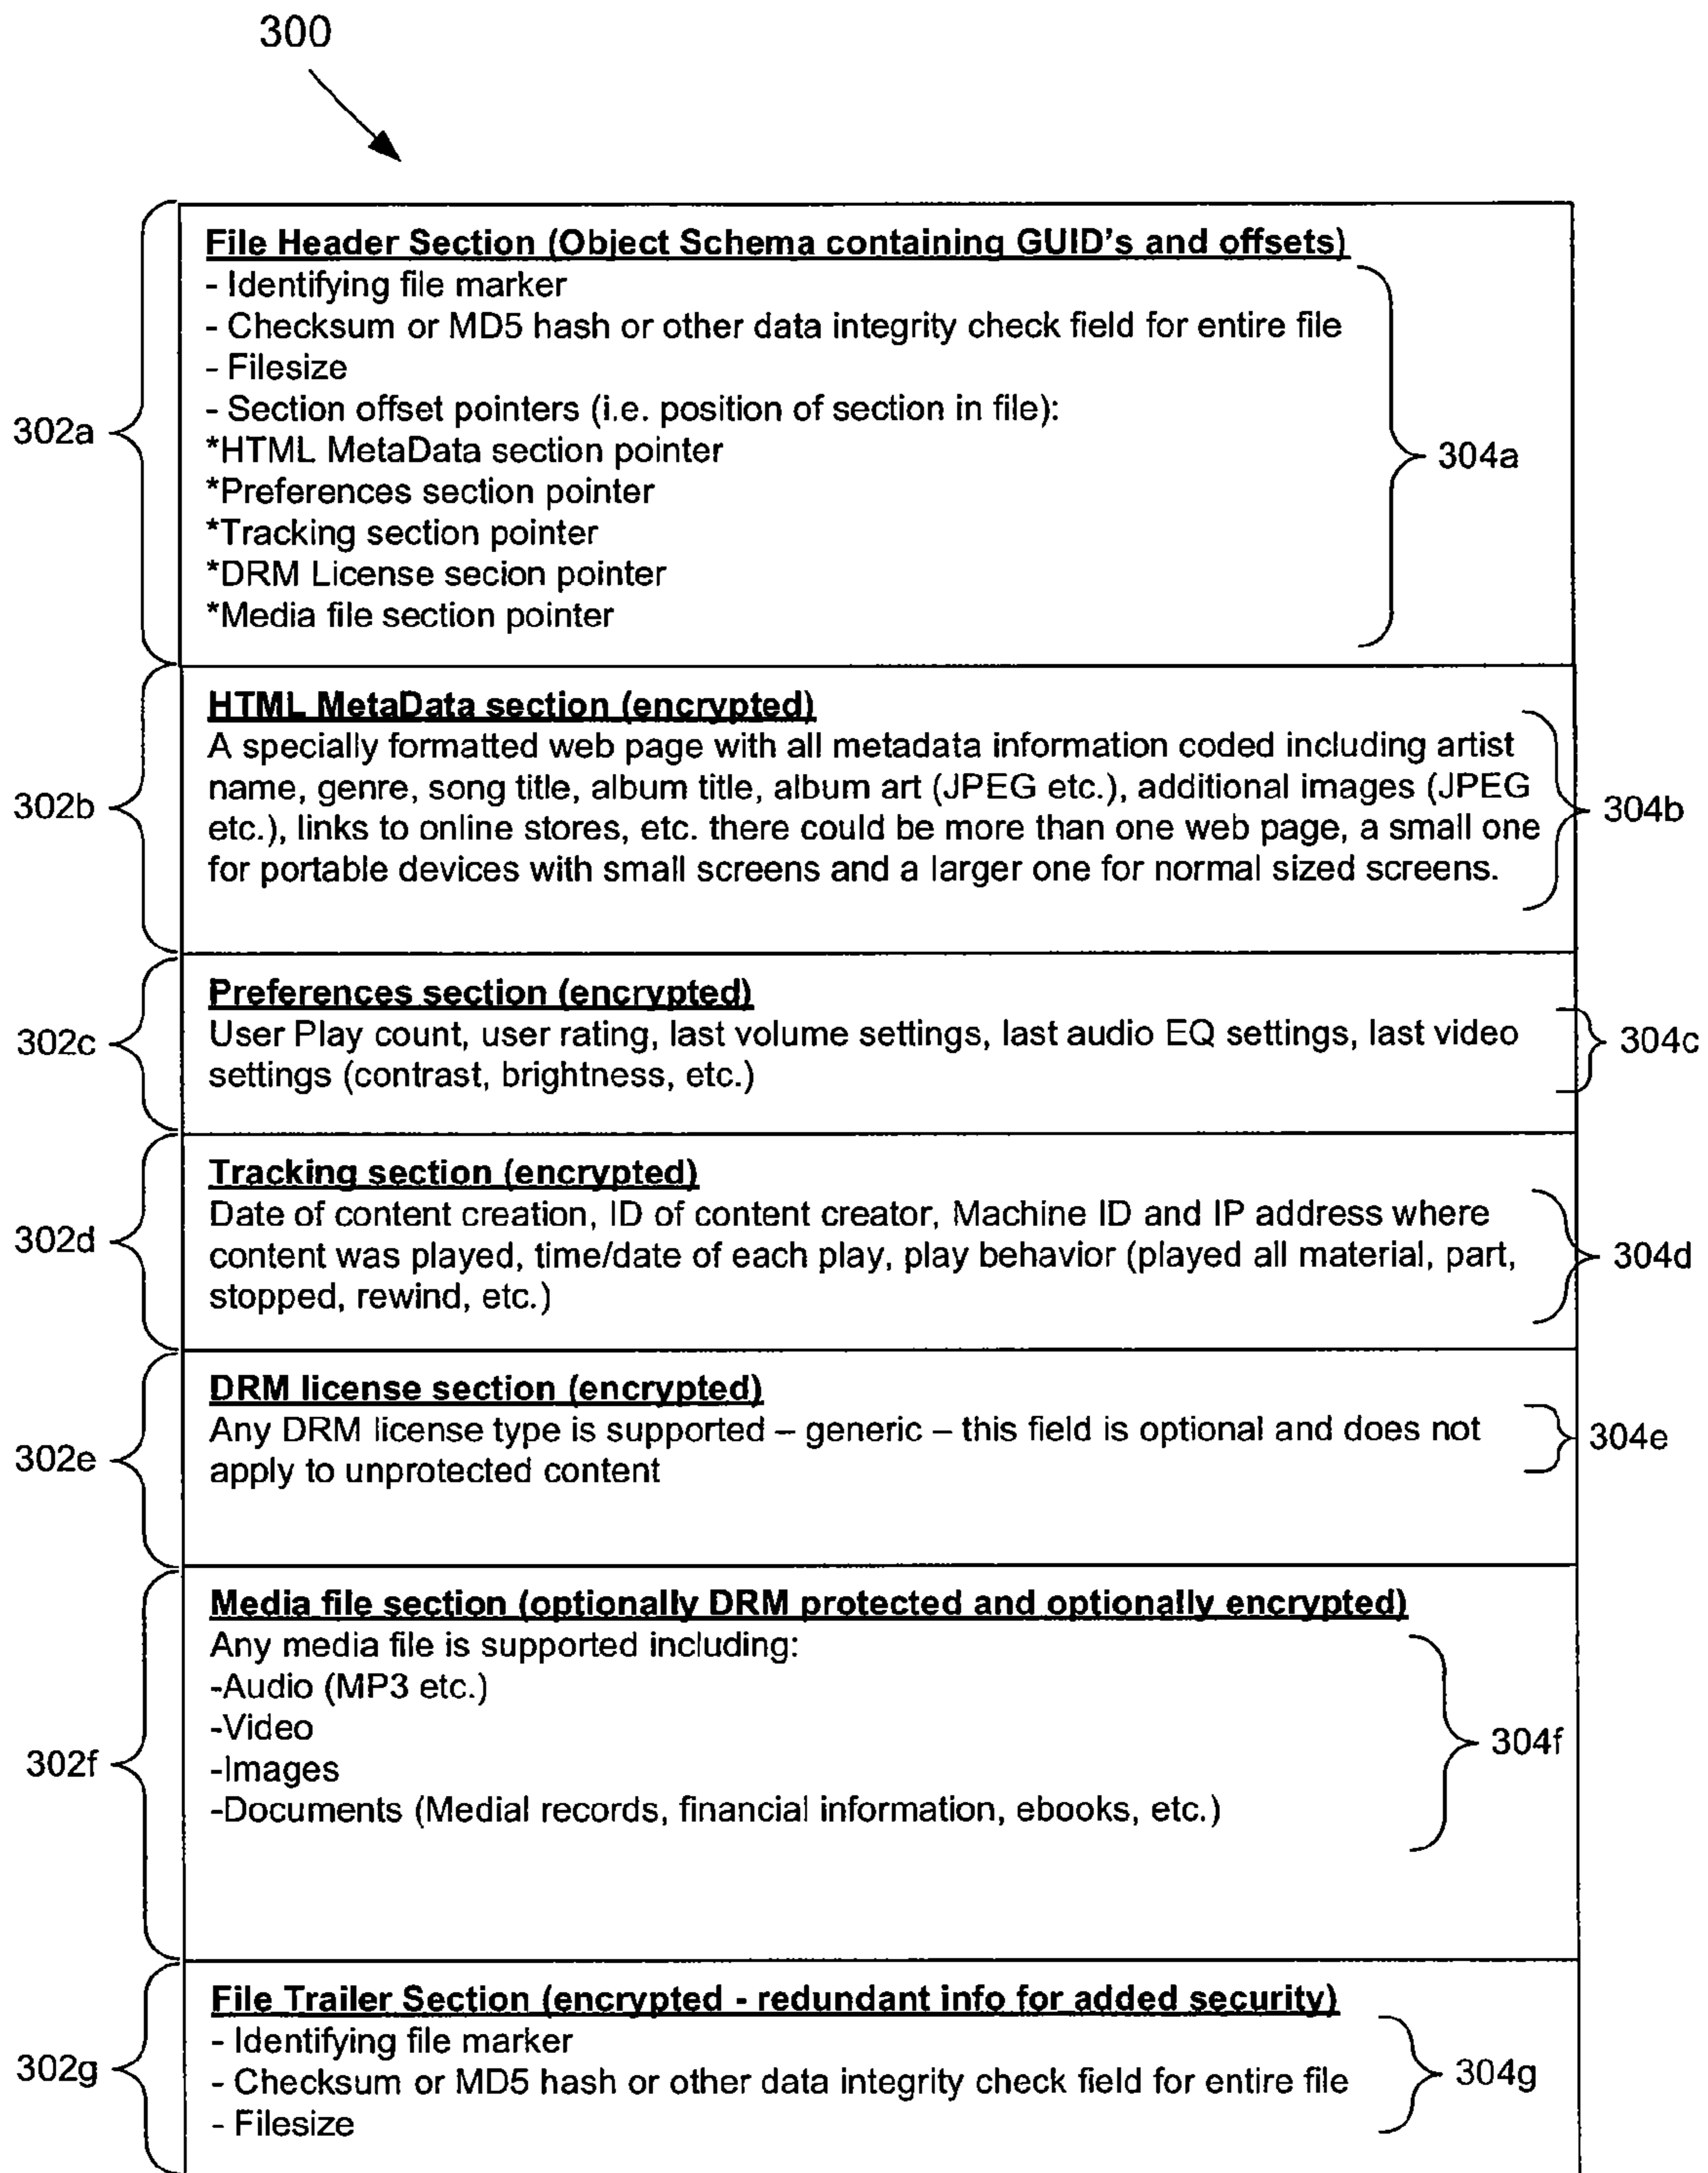 300
File Header Section (Object Schema containing GUID's and offsets)
- Identifying file marker
- Checksum or MD5 hash or other data integrity check field for entire file
- Filesize
- Section offset pointers (i.e. position of section in file):
*HTML MetaData section pointer
*Preferences section pointer
*Tracking section pointer
*DRM License secion pointer
*Media file section pointer
302a
304a
HTML MetaData section (encrypted)
A specially formatted web page with all metadata information coded including artist
name, genre, song title, album title, album art (JPEG etc.), additional images (JPEG
etc.), links to online stores, etc. there could be more than one web page, a small one
for portable devices with small screens and a larger one for normal sized screens.
302b
304b
Preferences section (encrypted)
User Play count, user rating, last volume settings, last audio EQ settings, last video
settings (contrast, brightness, etc.)
302c
304c
Tracking section (encrypted)
Date of content creation, ID of content creator, Machine ID and IP address where
content was played, time/date of each play, play behavior (played all material, part,
stopped, rewind, etc.)
302d
304d
DRM license section (encrypted)
Any DRM license type is supported – generic – this field is optional and does not
apply to unprotected content
302e
304e
Media file section (optionally DRM protected and optionally encrypted)
Any media file is supported including:
-Audio (MP3 etc.)
-Video
-Images
-Documents (Medial records, financial information, ebooks, etc.)
302f
304f
File Trailer Section (encrypted - redundant info for added security)
- Identifying file marker
- Checksum or MD5 hash or other data integrity check field for entire file
- Filesize
302g
304g